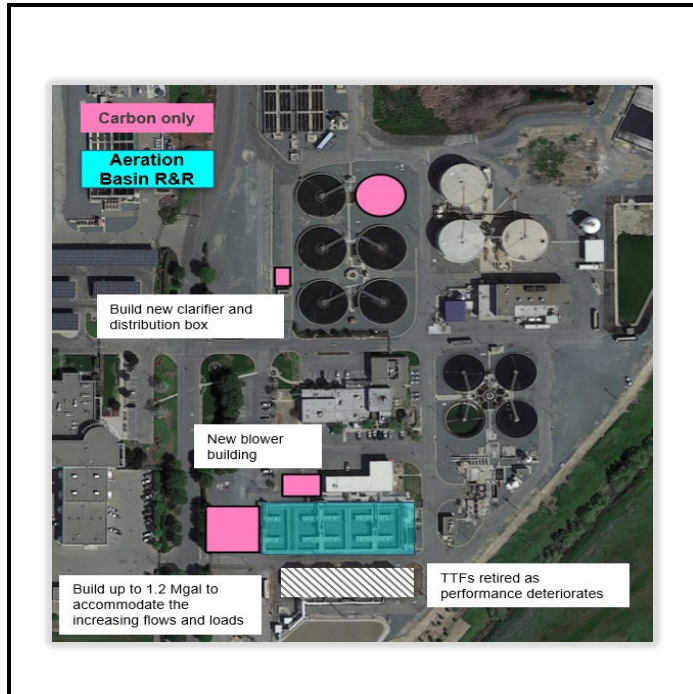 Carbon only
Aeration
Basin R&R
Build new clarifier and
distribution box
New blower
building
Build up to 1.2 Mgal to
accommodate the
increasing flows and loads
TTFs retired as
performance deteriorates